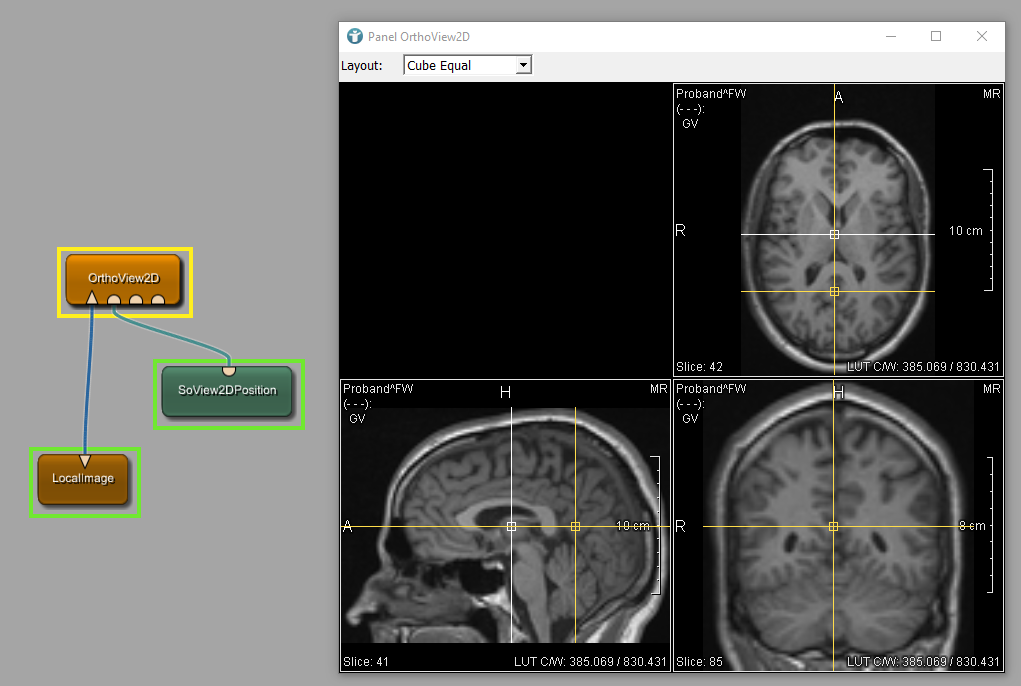 Panel OrthoView2D
Layout: Cube Equal
Proband^FW MR
(---):
GV
A
R
10 cm
Slice: 42 LUT C/W: 385.069 / 830.431
Proband^FW MR
(---):
GV
H
A
10 cm
Slice: 41 LUT C/W: 385.069 / 830.431
Proband^FW MR
(---):
GV
H
R
8 cm
Slice: 85 LUT C/W: 385.069 / 830.431
OrthoView2D
SoView2DPosition
LocalImage